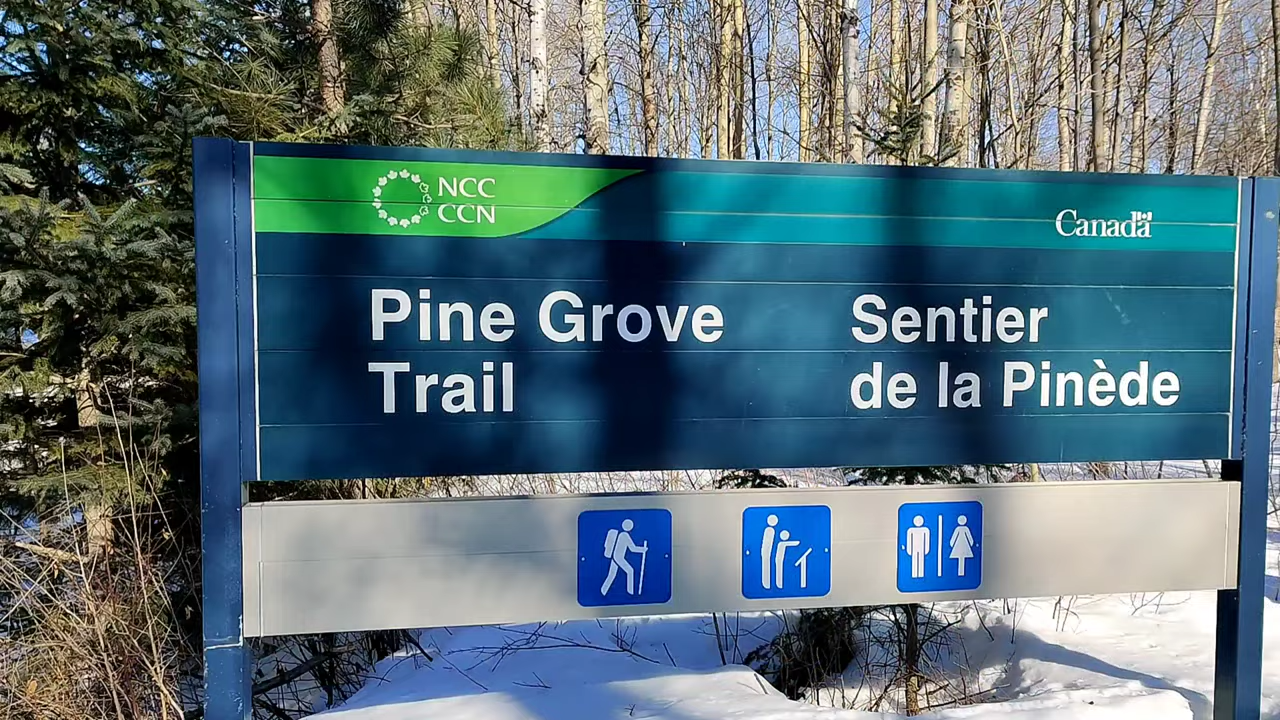 NCC
CCN
Canada
Pine Grove
Trail
Sentier
de la Pinède